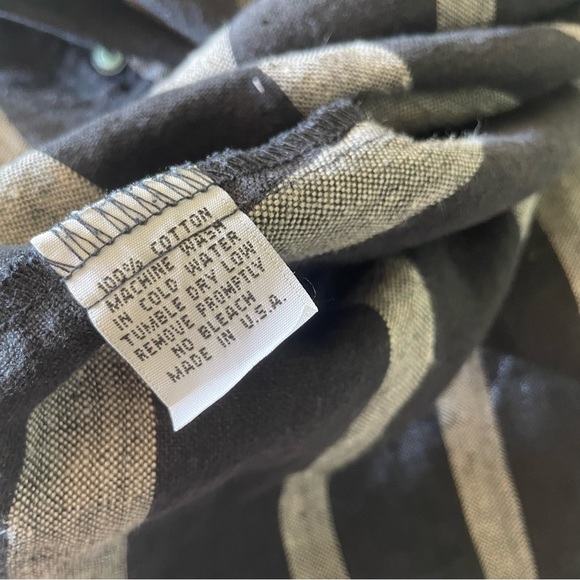 100% COTTON
MACHINE WASH
IN COLD WATER
TUMBLE DRY LOW
REMOVE PROMPTLY
NO BLEACH
MADE IN U.S.A.